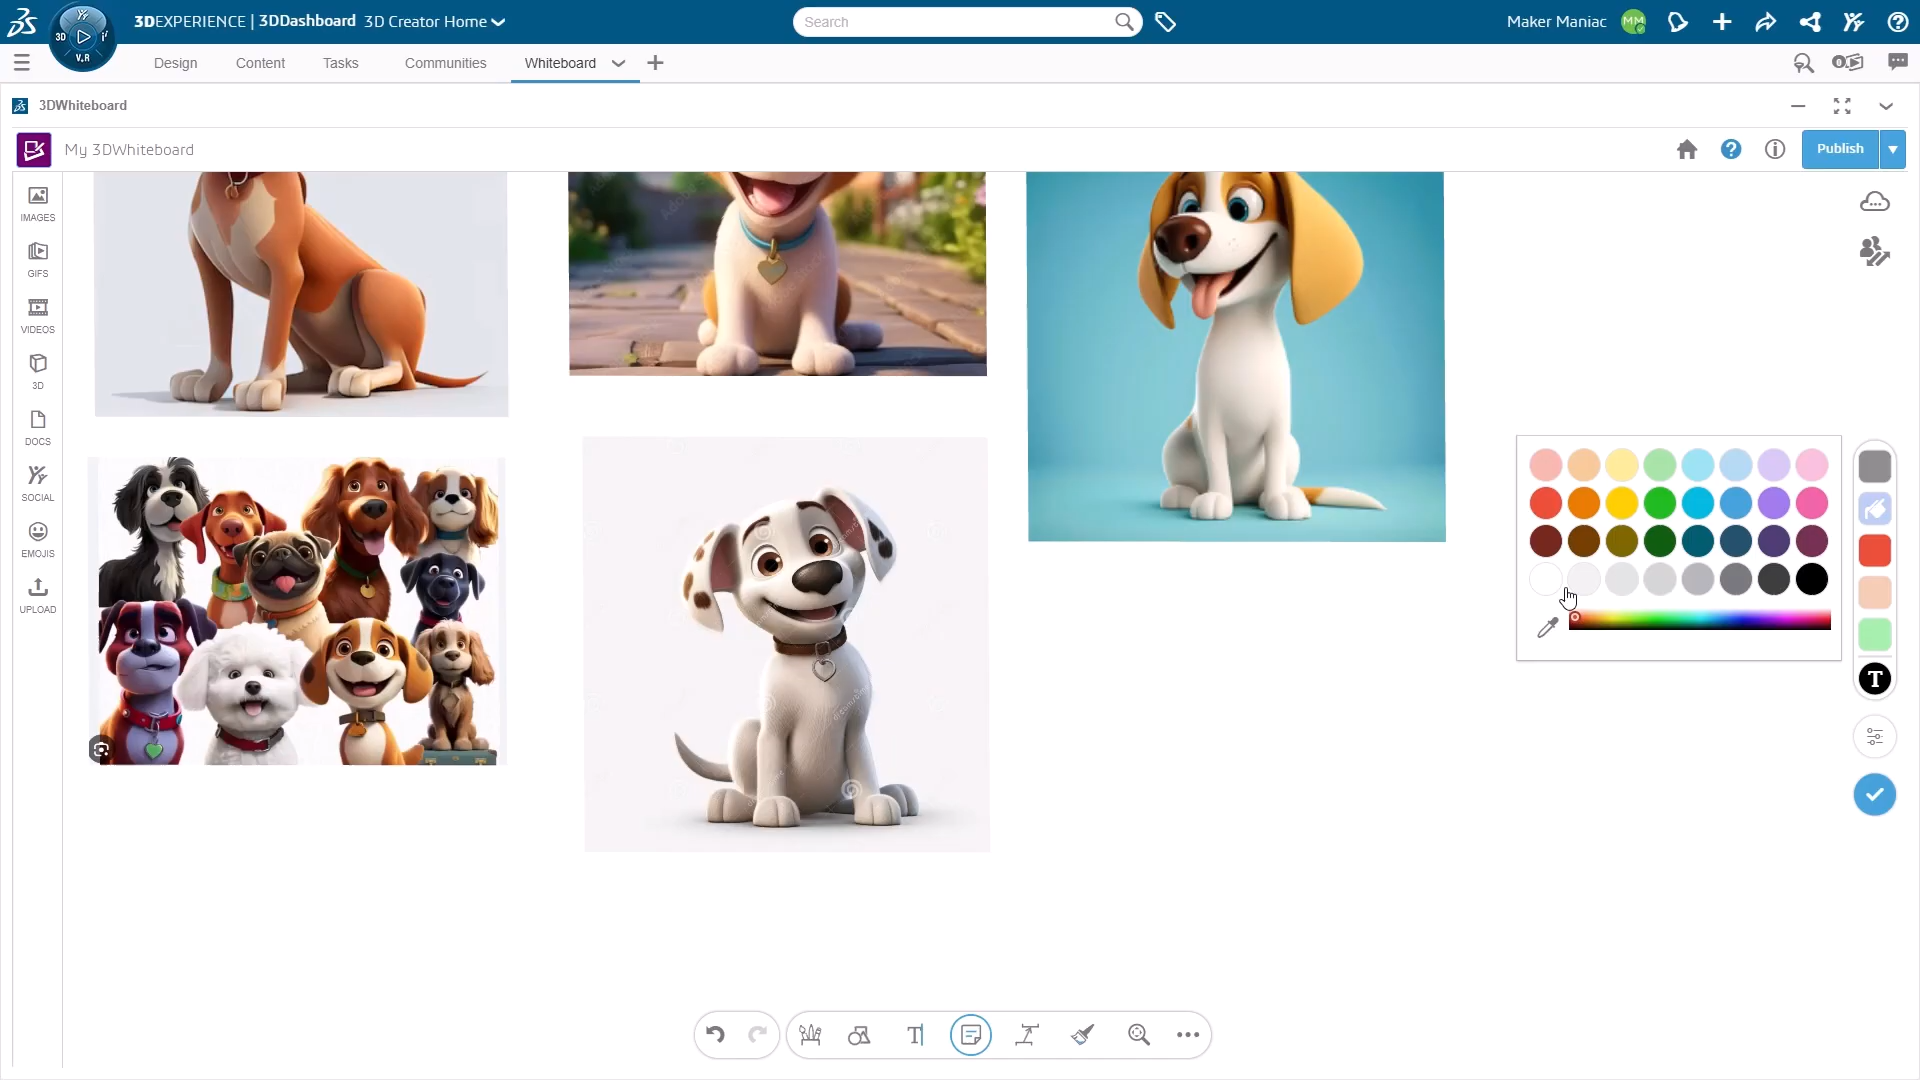 3DEXPERIENCE | 3DDashboard 3D Creator Home
Search
Maker Maniac MM
3D
V.R
Design
Content
Tasks
Communities
Whiteboard
3DWhiteboard
My 3DWhiteboard
Publish
IMAGES
GIFS
VIDEOS
3D
DOCS
SOCIAL
EMOJIS
UPLOAD
T
T